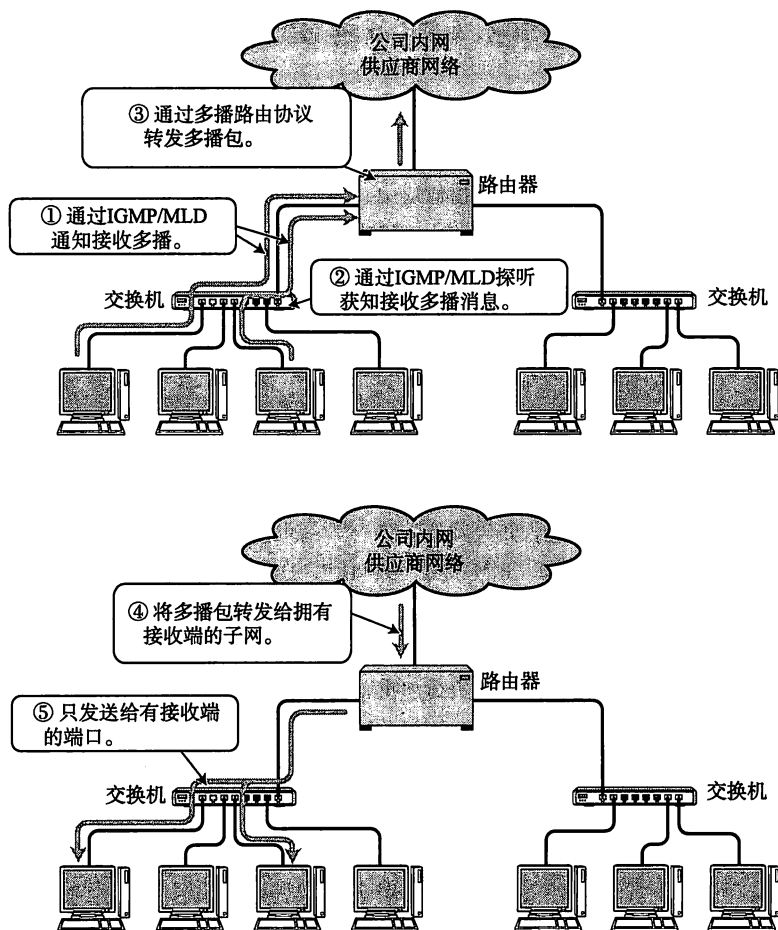 公司内网
供应商网络
③ 通过多播路由协议
转发多播包。
路由器
① 通过IGMP/MLD
通知接收多播。
② 通过IGMP/MLD探听
获知接收多播消息。
交换机
交换机
公司内网
供应商网络
④ 将多播包转发给拥有
接收端的子网。
路由器
⑤ 只发送给有接收端
的端口。
交换机
交换机